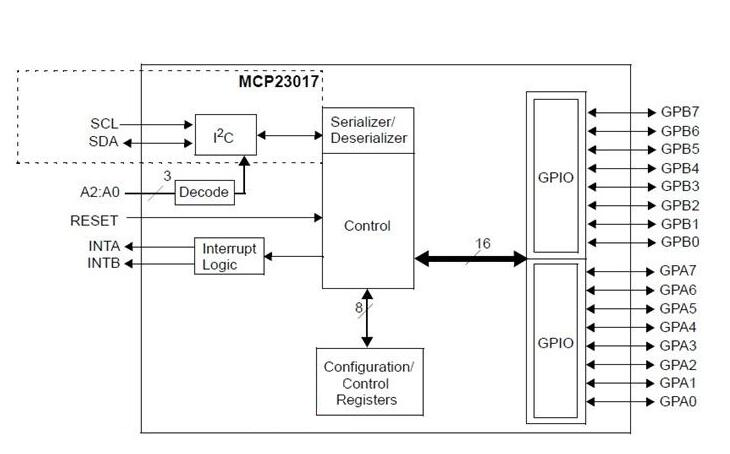 MCP23017
SCL
SDA
I2C
Serializer/
Deserializer
3
A2:A0
Decode
RESET
Control
INTA
INTB
Interrupt
Logic
16
8
Configuration/
Control
Registers
GPIO
GPB7
GPB6
GPB5
GPB4
GPB3
GPB2
GPB1
GPB0
GPIO
GPA7
GPA6
GPA5
GPA4
GPA3
GPA2
GPA1
GPA0